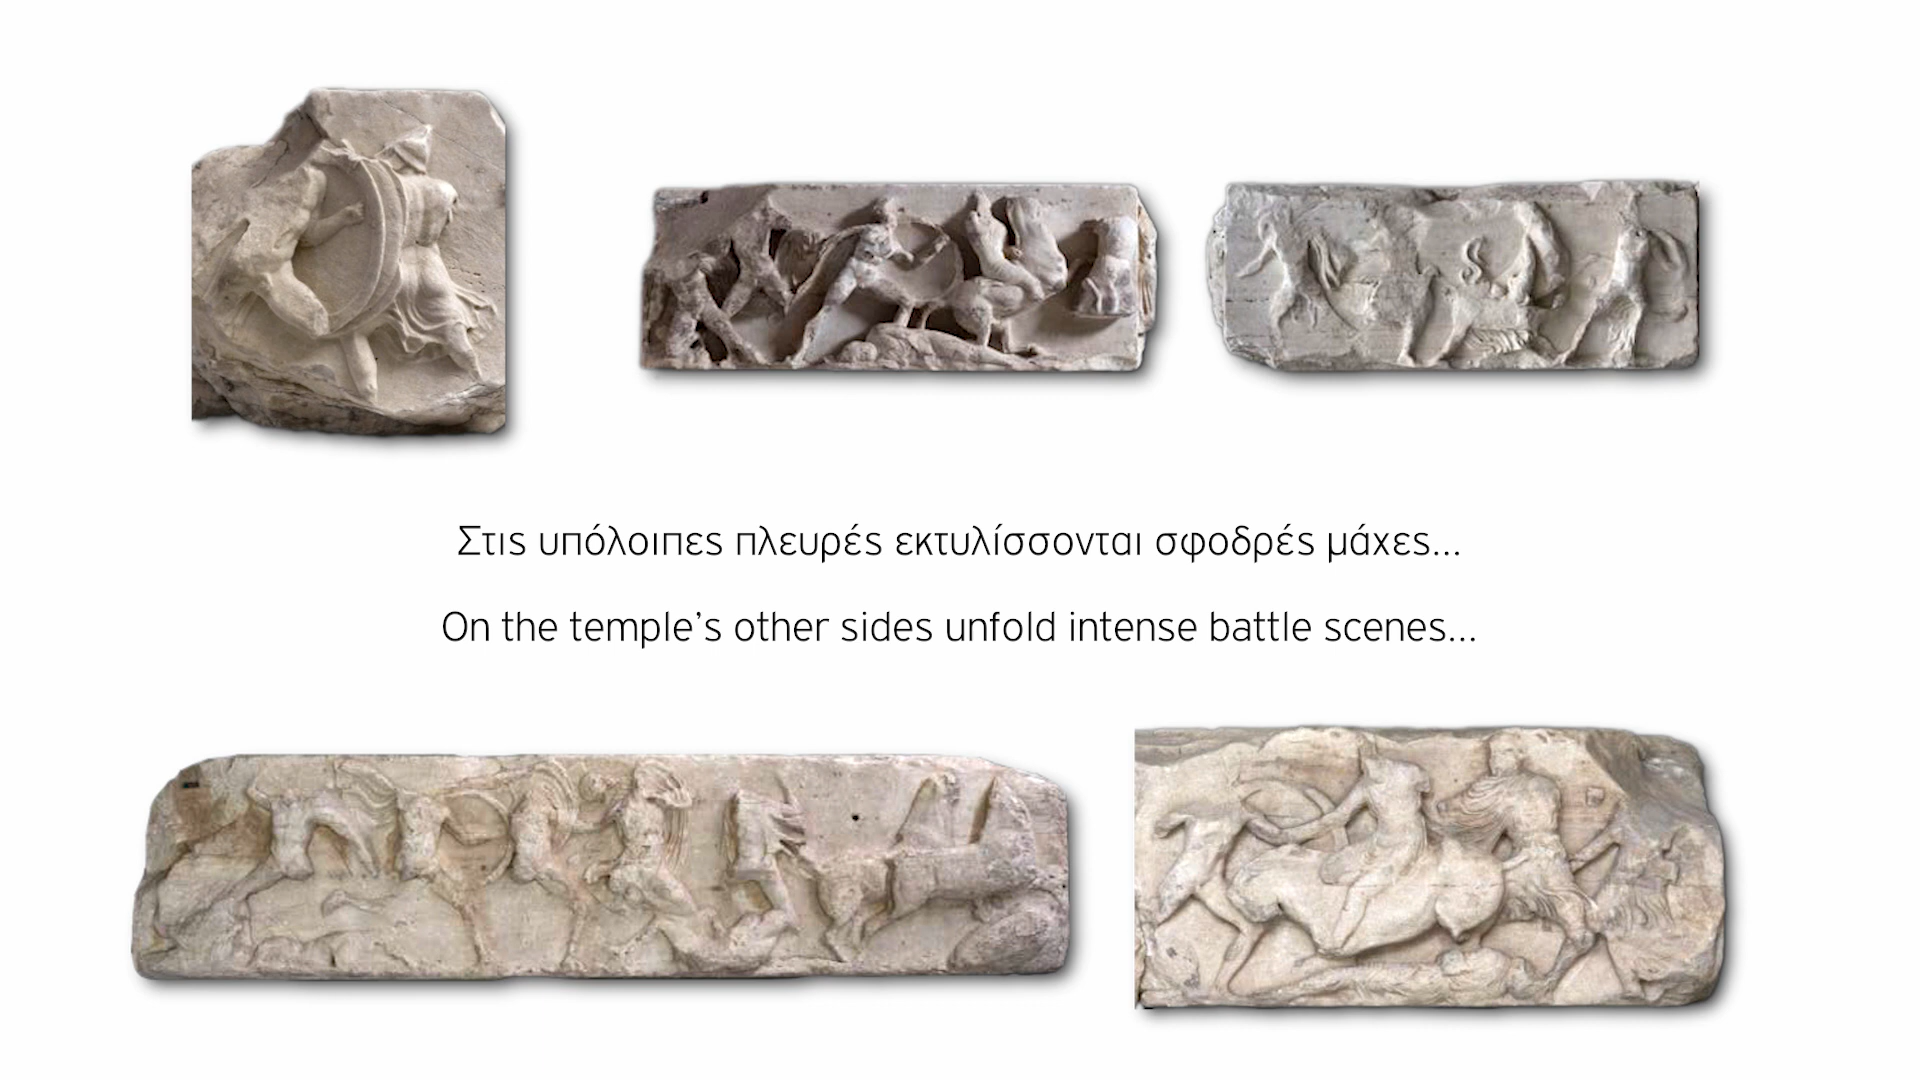 Στις υπόλοιπες πλευρές εκτυλίσσονται σφοδρές μάχες...
On the temple’s other sides unfold intense battle scenes...